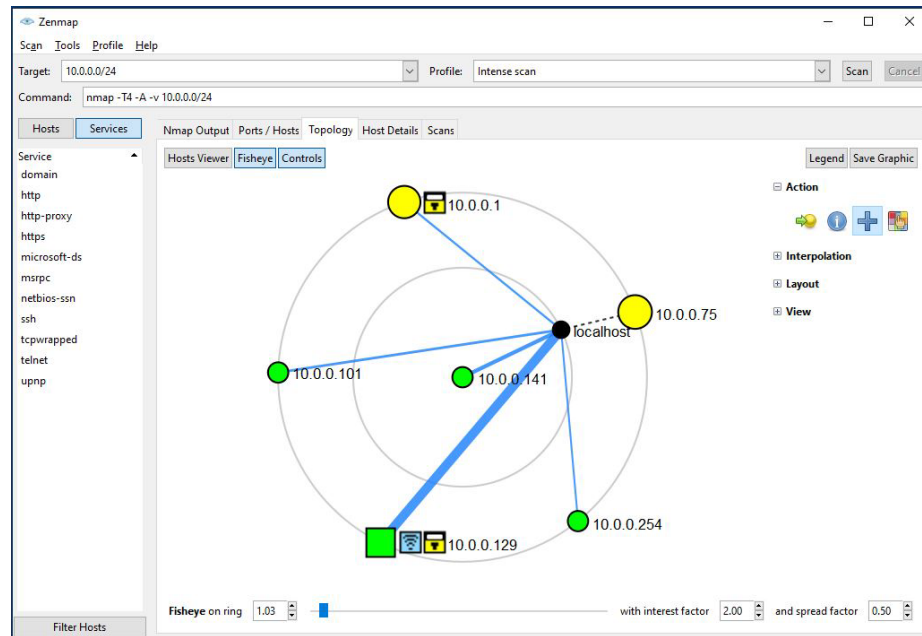 Zenmap
Scan Tools Profile Help
Target: 10.0.0.0/24 Profile: Intense scan Scan Cancel
Command: nmap -T4 -A -v 10.0.0.0/24
Hosts Services
Nmap Output Ports / Hosts Topology Host Details Scans
Service
domain
http
http-proxy
https
microsoft-ds
msrpc
netbios-ssn
ssh
tcpwrapped
telnet
upnp
Filter Hosts
Hosts Viewer Fisheye Controls Legend Save Graphic
10.0.0.1
10.0.0.75
localhost
10.0.0.101
10.0.0.141
10.0.0.254
10.0.0.129
Action
Interpolation
Layout
View
Fisheye on ring 1.03 with interest factor 2.00 and spread factor 0.50